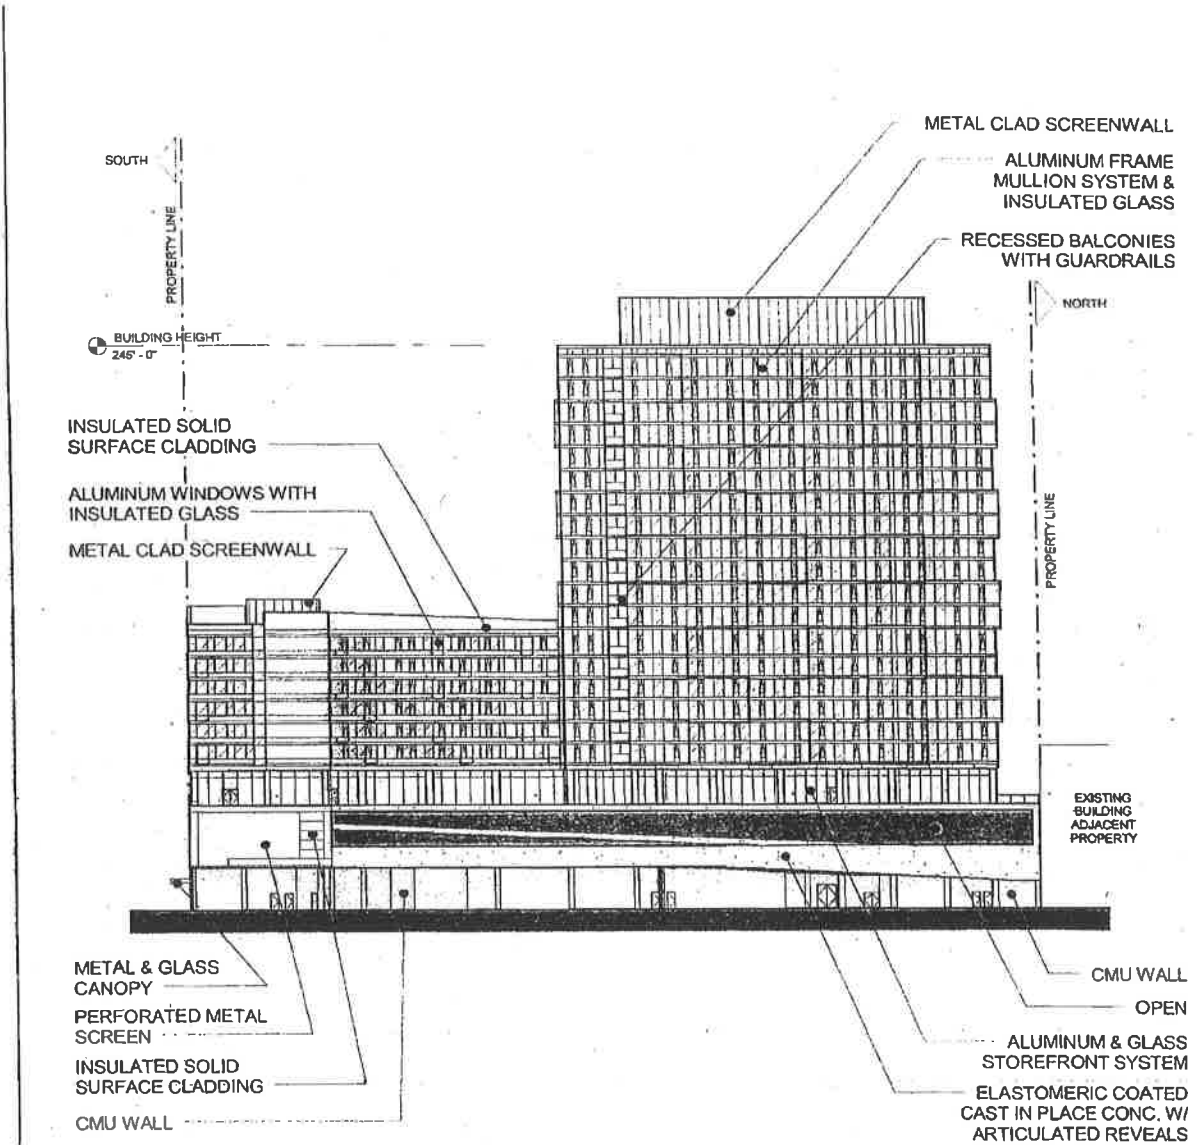 METAL CLAD SCREENWALL
ALUMINUM FRAME
MULLION SYSTEM &
INSULATED GLASS
RECESSED BALCONIES
WITH GUARDRAILS
SOUTH
PROPERTY LINE
NORTH
BUILDING HEIGHT
245' - 0"
INSULATED SOLID
SURFACE CLADDING
ALUMINUM WINDOWS WITH
INSULATED GLASS
METAL CLAD SCREENWALL
PROPERTY LINE
EXISTING
BUILDING
ADJACENT
PROPERTY
METAL & GLASS
CANOPY
PERFORATED METAL
SCREEN
INSULATED SOLID
SURFACE CLADDING
CMU WALL
CMU WALL
OPEN
ALUMINUM & GLASS
STOREFRONT SYSTEM
ELASTOMERIC COATED
CAST IN PLACE CONC. W/
ARTICULATED REVEALS